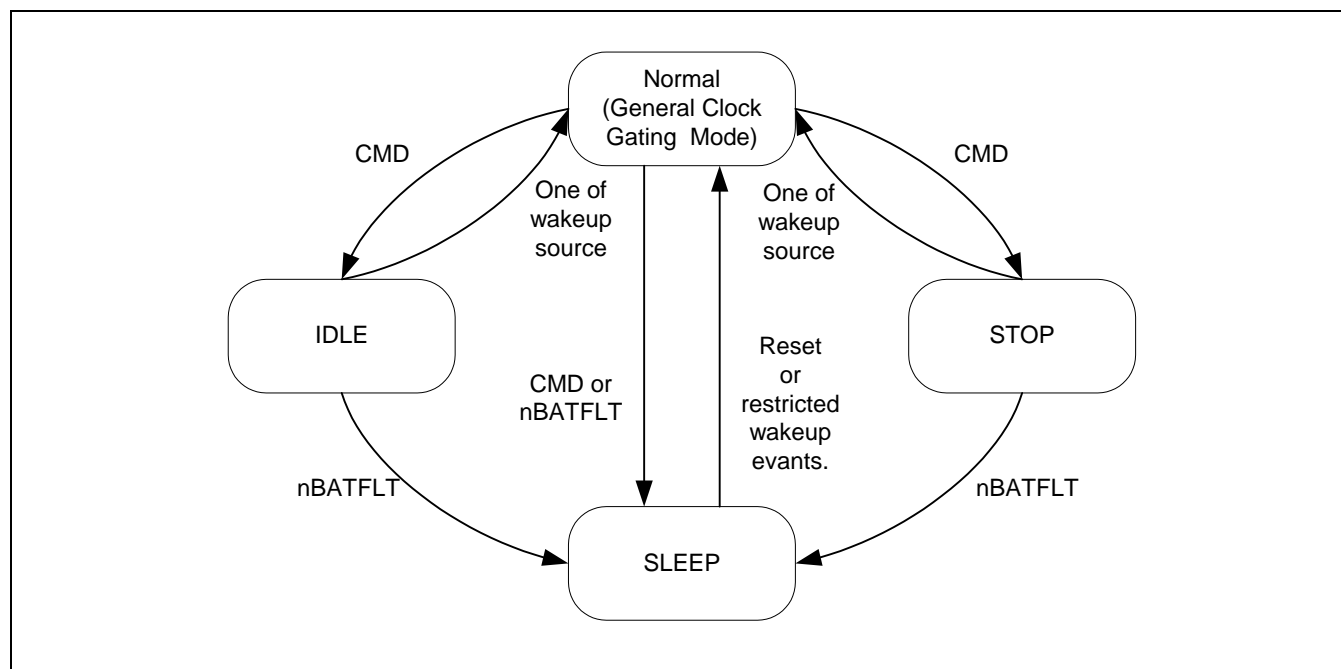 Normal
(General Clock
Gating Mode)
CMD
CMD
One of
wakeup
source
One of
wakeup
source
IDLE
STOP
CMD or
nBATFLT
Reset
or
restricted
wakeup
evants.
nBATFLT
nBATFLT
SLEEP